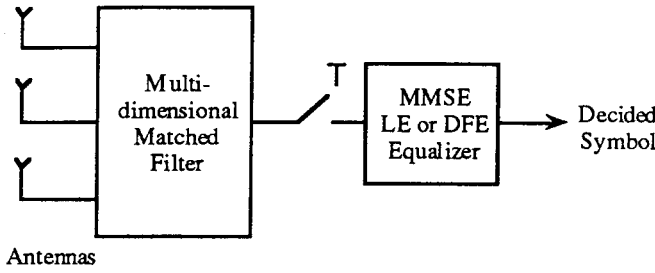 Multi-
dimensional
Matched
Filter
T
MMSE
LE or DFE
Equalizer
Decided
Symbol
Antennas